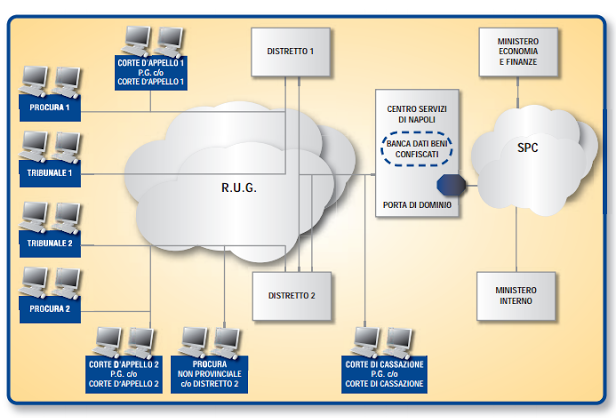 CORTE D'APPELLO 1
P.G. c/o
CORTE D'APPELLO 1
DISTRETTO 1
MINISTERO
ECONOMIA
E FINANZE
PROCURA 1
CENTRO SERVIZI
DI NAPOLI
BANCA DATI BENI
CONFISCATI
SPC
TRIBUNALE 1
R.U.G.
PORTA DI DOMINIO
TRIBUNALE 2
DISTRETTO 2
MINISTERO
INTERNO
PROCURA 2
CORTE D'APPELLO 2
P.G. c/o
CORTE D'APPELLO 2
PROCURA
NON PROVINCIALE
c/o DISTRETTO 2
CORTE DI CASSAZIONE
P.G. c/o
CORTE DI CASSAZIONE